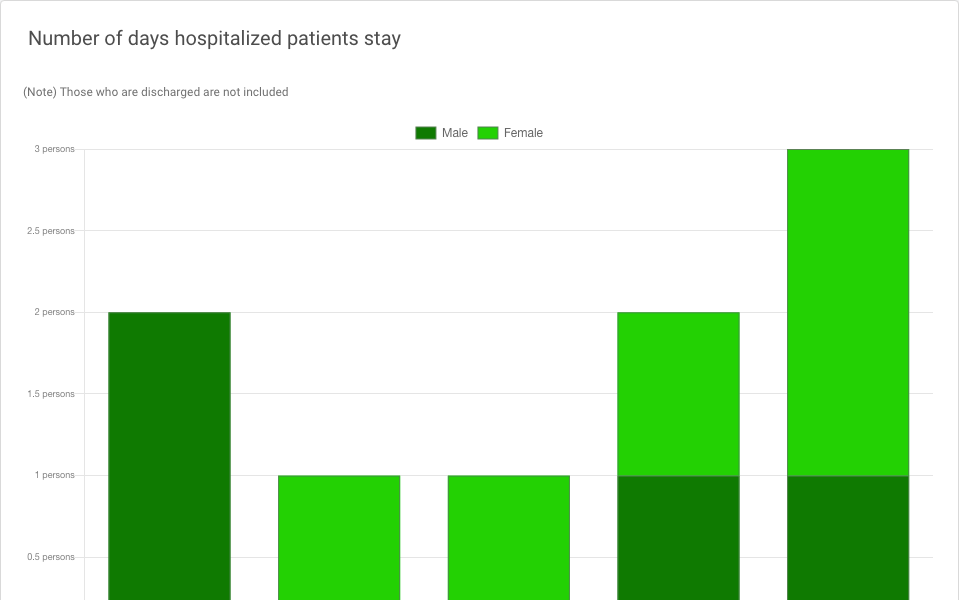 Number of days hospitalized patients stay
(Note) Those who are discharged are not included
Male Female
3 persons
2.5 persons
2 persons
1.5 persons
1 persons
0.5 persons